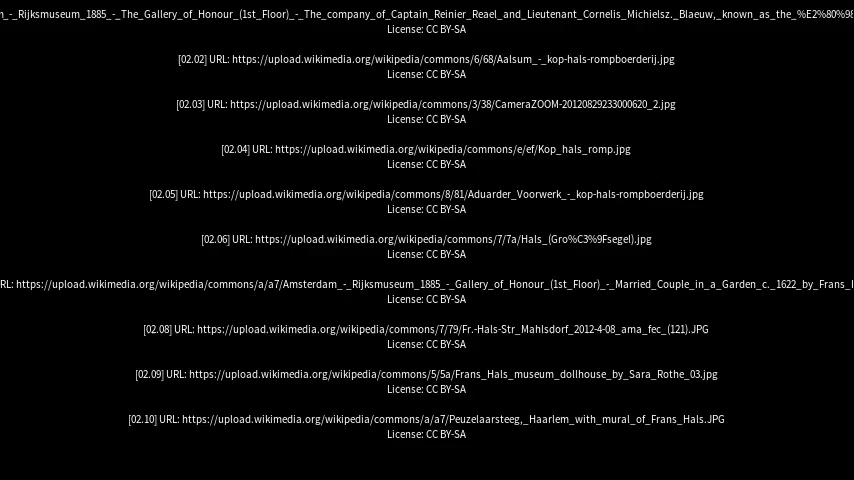 _-_Rijksmuseum_1885_-_The_Gallery_of_Honour_(1st_Floor)_-_The_company_of_Captain_Reinier_Reael_and_Lieutenant_Cornelis_Michielsz._Blaeuw,_known_as_the_%E2%80%98
License: CC BY-SA
[02.02] URL: https://upload.wikimedia.org/wikipedia/commons/6/68/Aalsum_-_kop-hals-rompboerderij.jpg
License: CC BY-SA
[02.03] URL: https://upload.wikimedia.org/wikipedia/commons/3/38/CameraZOOM-20120829233000620_2.jpg
License: CC BY-SA
[02.04] URL: https://upload.wikimedia.org/wikipedia/commons/e/ef/Kop_hals_romp.jpg
License: CC BY-SA
[02.05] URL: https://upload.wikimedia.org/wikipedia/commons/8/81/Aduarder_Voorwerk_-_kop-hals-rompboerderij.jpg
License: CC BY-SA
[02.06] URL: https://upload.wikimedia.org/wikipedia/commons/7/7a/Hals_(Gro%C3%9Fsegel).jpg
License: CC BY-SA
RL: https://upload.wikimedia.org/wikipedia/commons/a/a7/Amsterdam_-_Rijksmuseum_1885_-_Gallery_of_Honour_(1st_Floor)_-_Married_Couple_in_a_Garden_c._1622_by_Frans_
License: CC BY-SA
[02.08] URL: https://upload.wikimedia.org/wikipedia/commons/7/79/Fr.-Hals-Str_Mahlsdorf_2012-4-08_ama_fec_(121).JPG
License: CC BY-SA
[02.09] URL: https://upload.wikimedia.org/wikipedia/commons/5/5a/Frans_Hals_museum_dollhouse_by_Sara_Rothe_03.jpg
License: CC BY-SA
[02.10] URL: https://upload.wikimedia.org/wikipedia/commons/a/a7/Peuzelaarsteeg,_Haarlem_with_mural_of_Frans_Hals.JPG
License: CC BY-SA